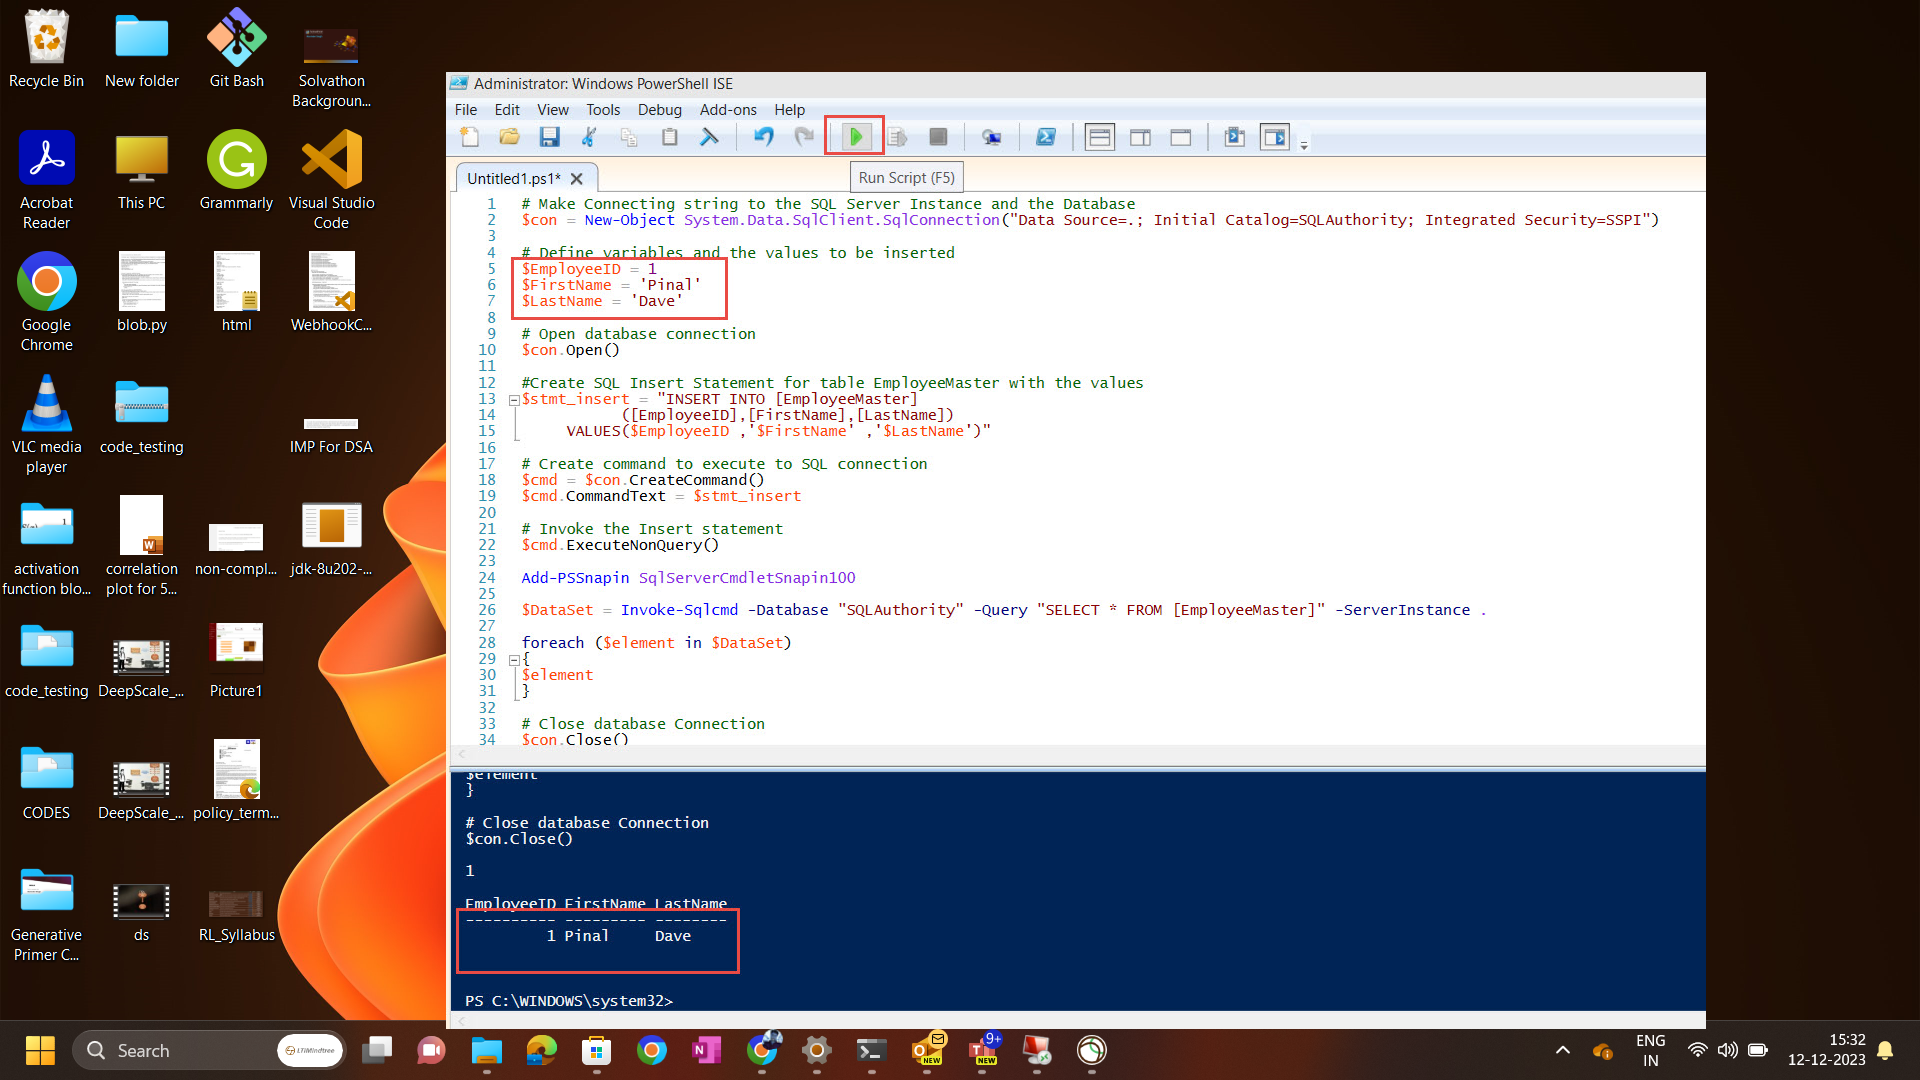 Recycle Bin
New folder
Git Bash
Solvathon
Backgroun...
Acrobat
Reader
This PC
Grammarly
Visual Studio
Code
Google
Chrome
blob.py
html
WebhookC...
VLC media
player
code_testing
IMP For DSA
activation
function blo...
correlation
plot for 5...
non-compl...
jdk-8u202-...
code_testing
DeepScale_...
Picture1
CODES
DeepScale_...
policy_term...
Generative
Primer C...
ds
RL_Syllabus
Administrator: Windows PowerShell ISE
File Edit View Tools Debug Add-ons Help
Untitled1.ps1*
Run Script (F5)
1 # Make Connecting string to the SQL Server Instance and the Database
2 $con = New-Object System.Data.SqlClient.SqlConnection("Data Source=.; Initial Catalog=SQLAuthority; Integrated Security=SSPI")
3
4 # Define variables and the values to be inserted
5 $EmployeeID = 1
6 $FirstName = 'Pinal'
7 $LastName = 'Dave'
8
9 # Open database connection
10 $con.Open()
11
12 #Create SQL Insert Statement for table EmployeeMaster with the values
13 $stmt_insert = "INSERT INTO [EmployeeMaster]
14 ([EmployeeID],[FirstName],[LastName])
15 VALUES($EmployeeID ,'$FirstName' ,'$LastName')"
16
17 # Create command to execute to SQL connection
18 $cmd = $con.CreateCommand()
19 $cmd.CommandText = $stmt_insert
20
21 # Invoke the Insert statement
22 $cmd.ExecuteNonQuery()
23
24 Add-PSSnapin SqlServerCmdletSnapin100
25
26 $DataSet = Invoke-Sqlcmd -Database "SQLAuthority" -Query "SELECT * FROM [EmployeeMaster]" -ServerInstance .
27
28 foreach ($element in $DataSet)
29 {
30 $element
31 }
32
33 # Close database Connection
34 $con.Close()
$element
}
# Close database Connection
$con.Close()
1
EmployeeID FirstName LastName
---------- --------- --------
1 Pinal Dave
PS C:\WINDOWS\system32>
Search
LTIMindtree
NEW
9+
NEW
ENG
IN
15:32
12-12-2023